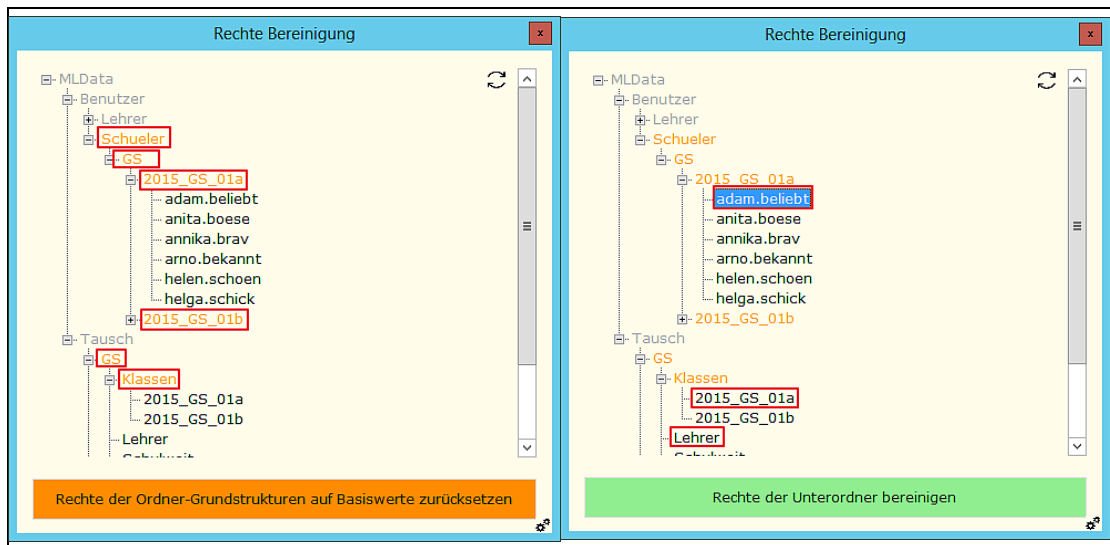 Rechte Bereinigung
x
MLData
Benutzer
Lehrer
Schueler
GS
2015_GS_01a
adam.beliebt
anita.boese
annika.brav
arno.bekannt
helen.schoen
helga.schick
2015_GS_01b
Tausch
GS
Klassen
2015_GS_01a
2015_GS_01b
Lehrer
Rechte der Ordner-Grundstrukturen auf Basiswerte zurücksetzen
Rechte Bereinigung
x
MLData
Benutzer
Lehrer
Schueler
GS
2015_GS_01a
adam.beliebt
anita.boese
annika.brav
arno.bekannt
helen.schoen
helga.schick
2015_GS_01b
Tausch
GS
Klassen
2015_GS_01a
2015_GS_01b
Lehrer
Rechte der Unterordner bereinigen